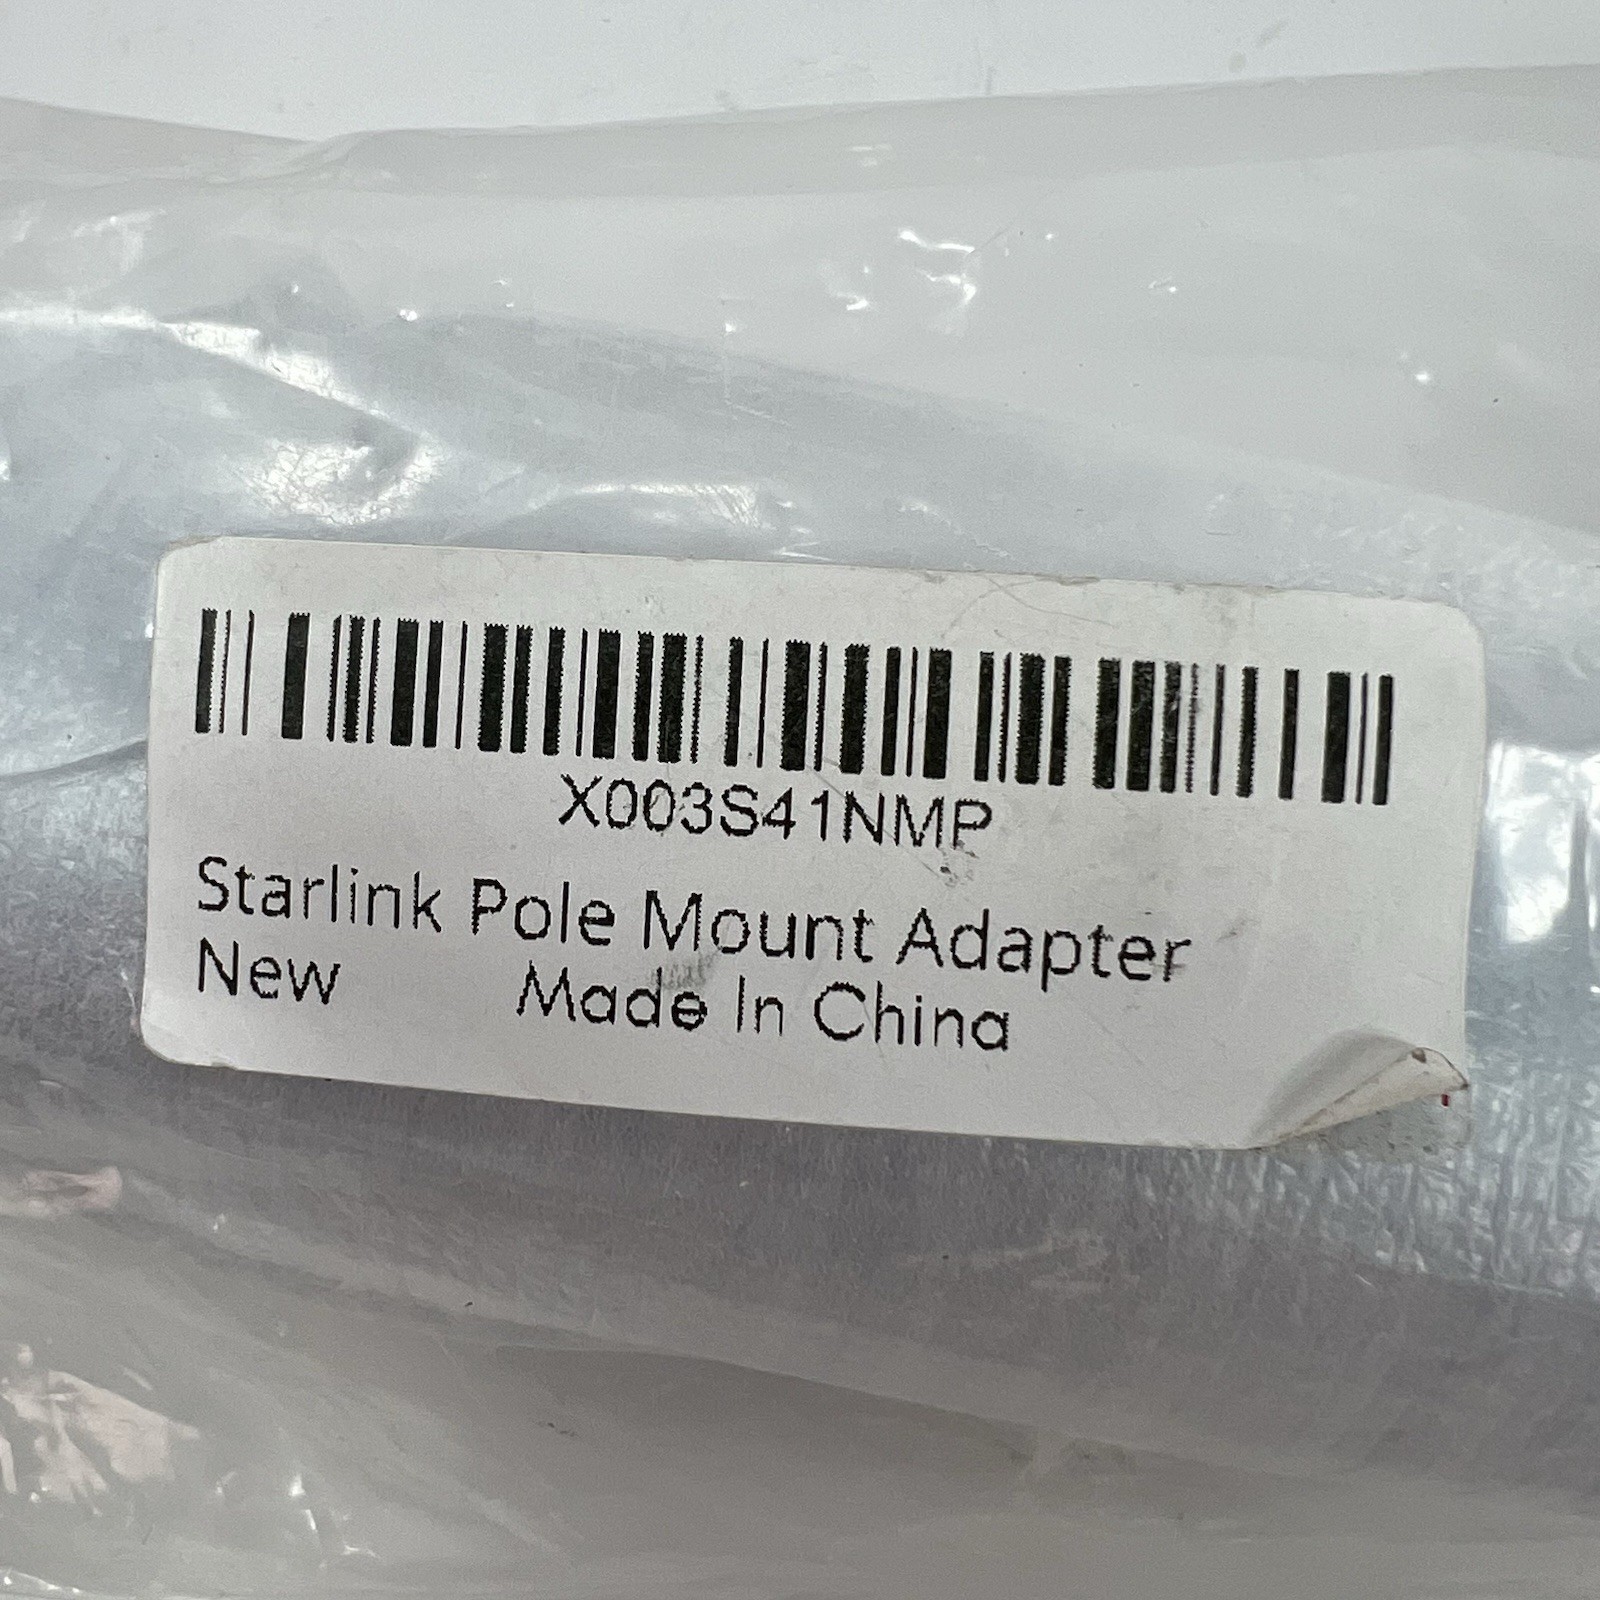 X003S41NMP
Starlink Pole Mount Adapter
New Made In China